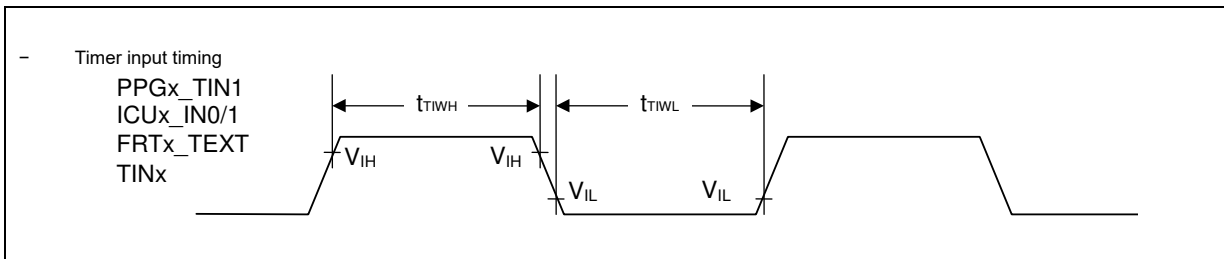 – Timer input timing
PPGx_TIN1
ICUx_IN0/1
FRTx_TEXT
TINx
tTIWH
tTIWL
VIH
VIH
VIL
VIL